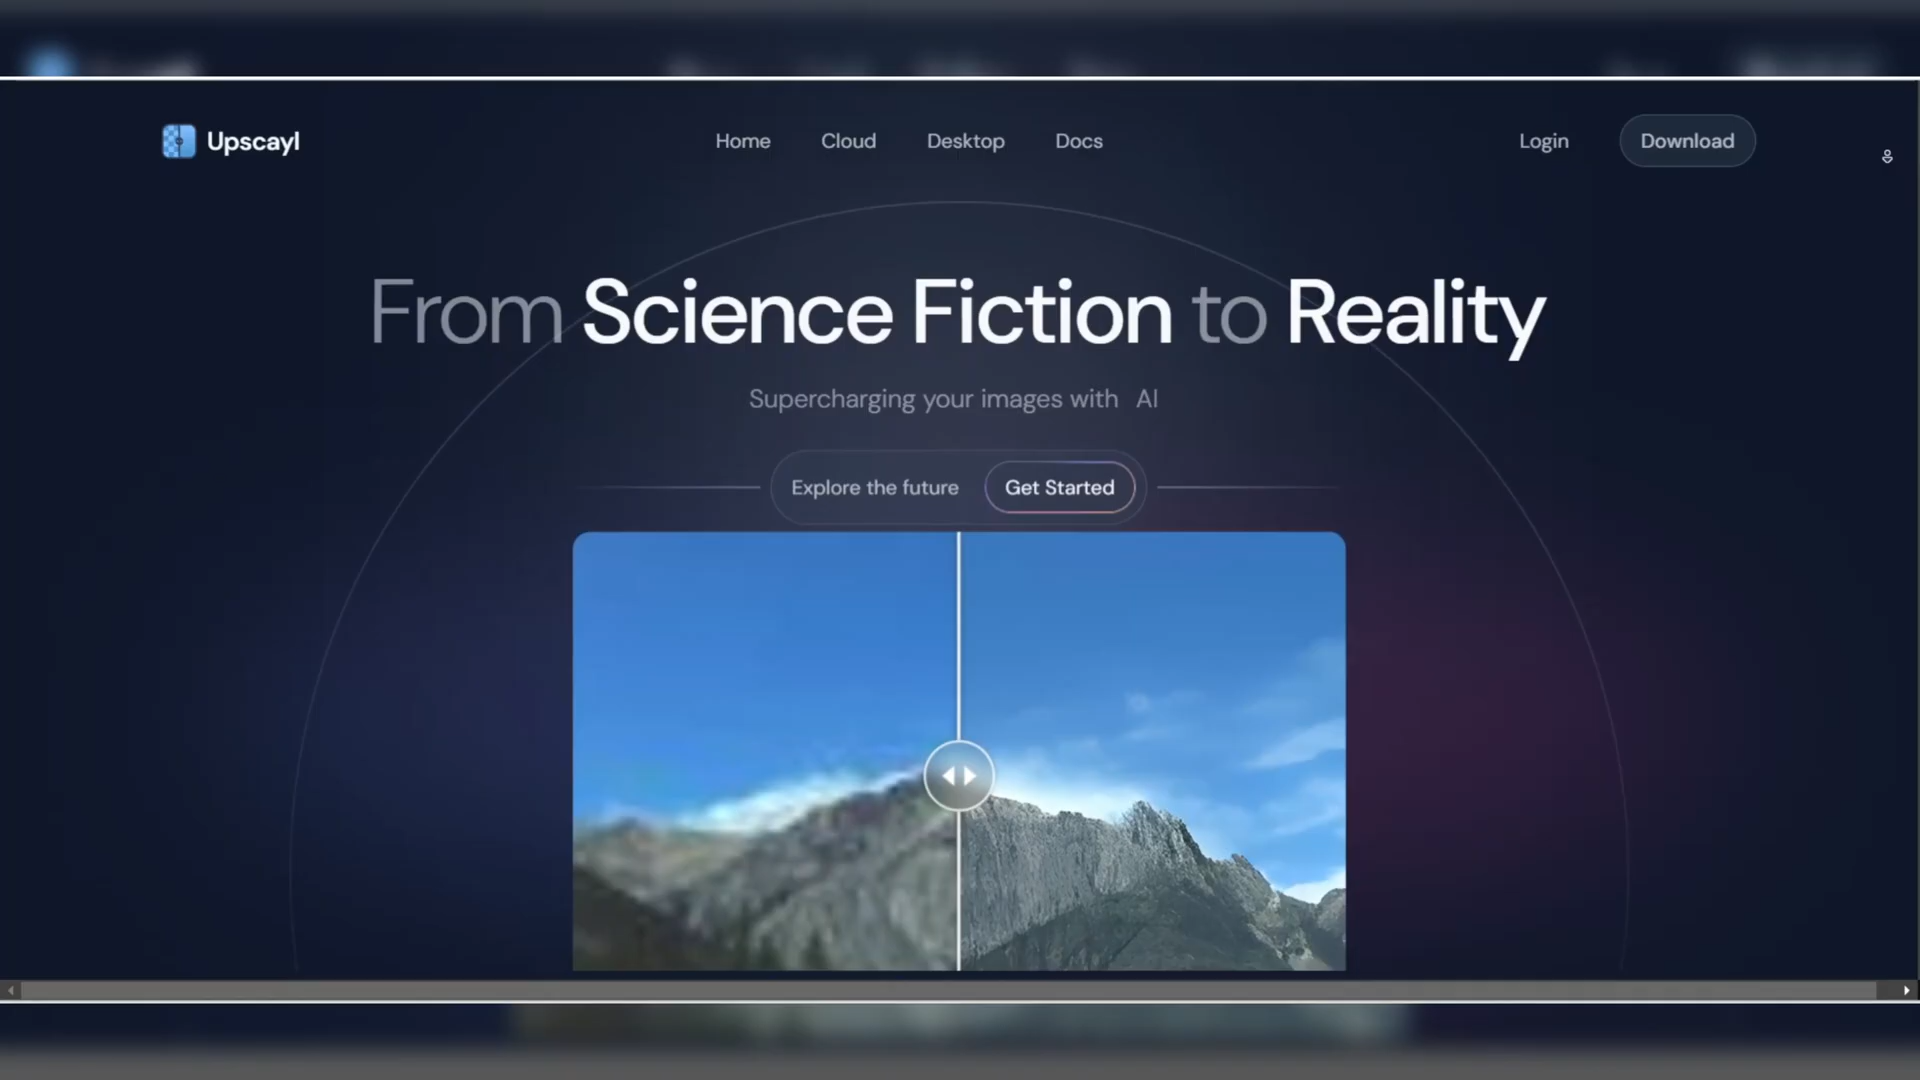 Upscayl
Home Cloud Desktop Docs
Login Download
From Science Fiction to Reality
Supercharging your images with AI
Explore the future Get Started